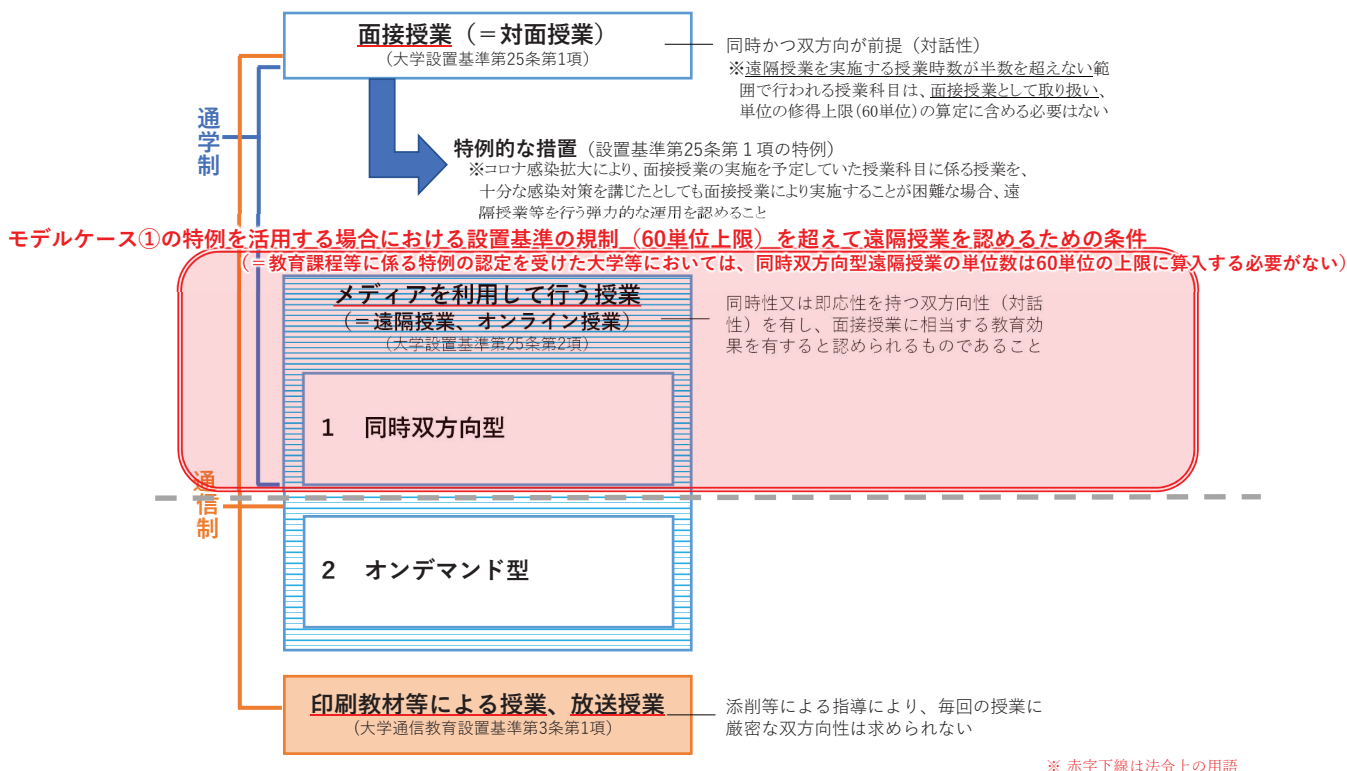 面接授業（＝対面授業）
(大学設置基準第25条第1項)
同時かつ双方向が前提（対話性）
※遠隔授業を実施する授業時数が半数を超えない範
囲で行われる授業科目は、面接授業として取り扱い、
単位の修得上限(60単位)の算定に含める必要はない
通学制
特例的な措置（設置基準第25条第１項の特例）
※コロナ感染拡大により、面接授業の実施を予定していた授業科目に係る授業を、
十分な感染対策を講じたとしても面接授業により実施することが困難な場合、遠
隔授業等を行う弾力的な運用を認めること
モデルケース①の特例を活用する場合における設置基準の規制（60単位上限）を超えて遠隔授業を認めるための条件
（＝教育課程等に係る特例の認定を受けた大学等においては、同時双方向型遠隔授業の単位数は60単位の上限に算入する必要がない）
メディアを利用して行う授業
（＝遠隔授業、オンライン授業）
(大学設置基準第25条第2項)
同時性又は即応性を持つ双方向性（対話
性）を有し、面接授業に相当する教育効
果を有すると認められるものであること
1　同時双方向型
通信制
2　オンデマンド型
印刷教材等による授業、放送授業
(大学通信教育設置基準第3条第1項)
添削等による指導により、毎回の授業に
厳密な双方向性は求められない
※ 赤字下線は法令上の用語